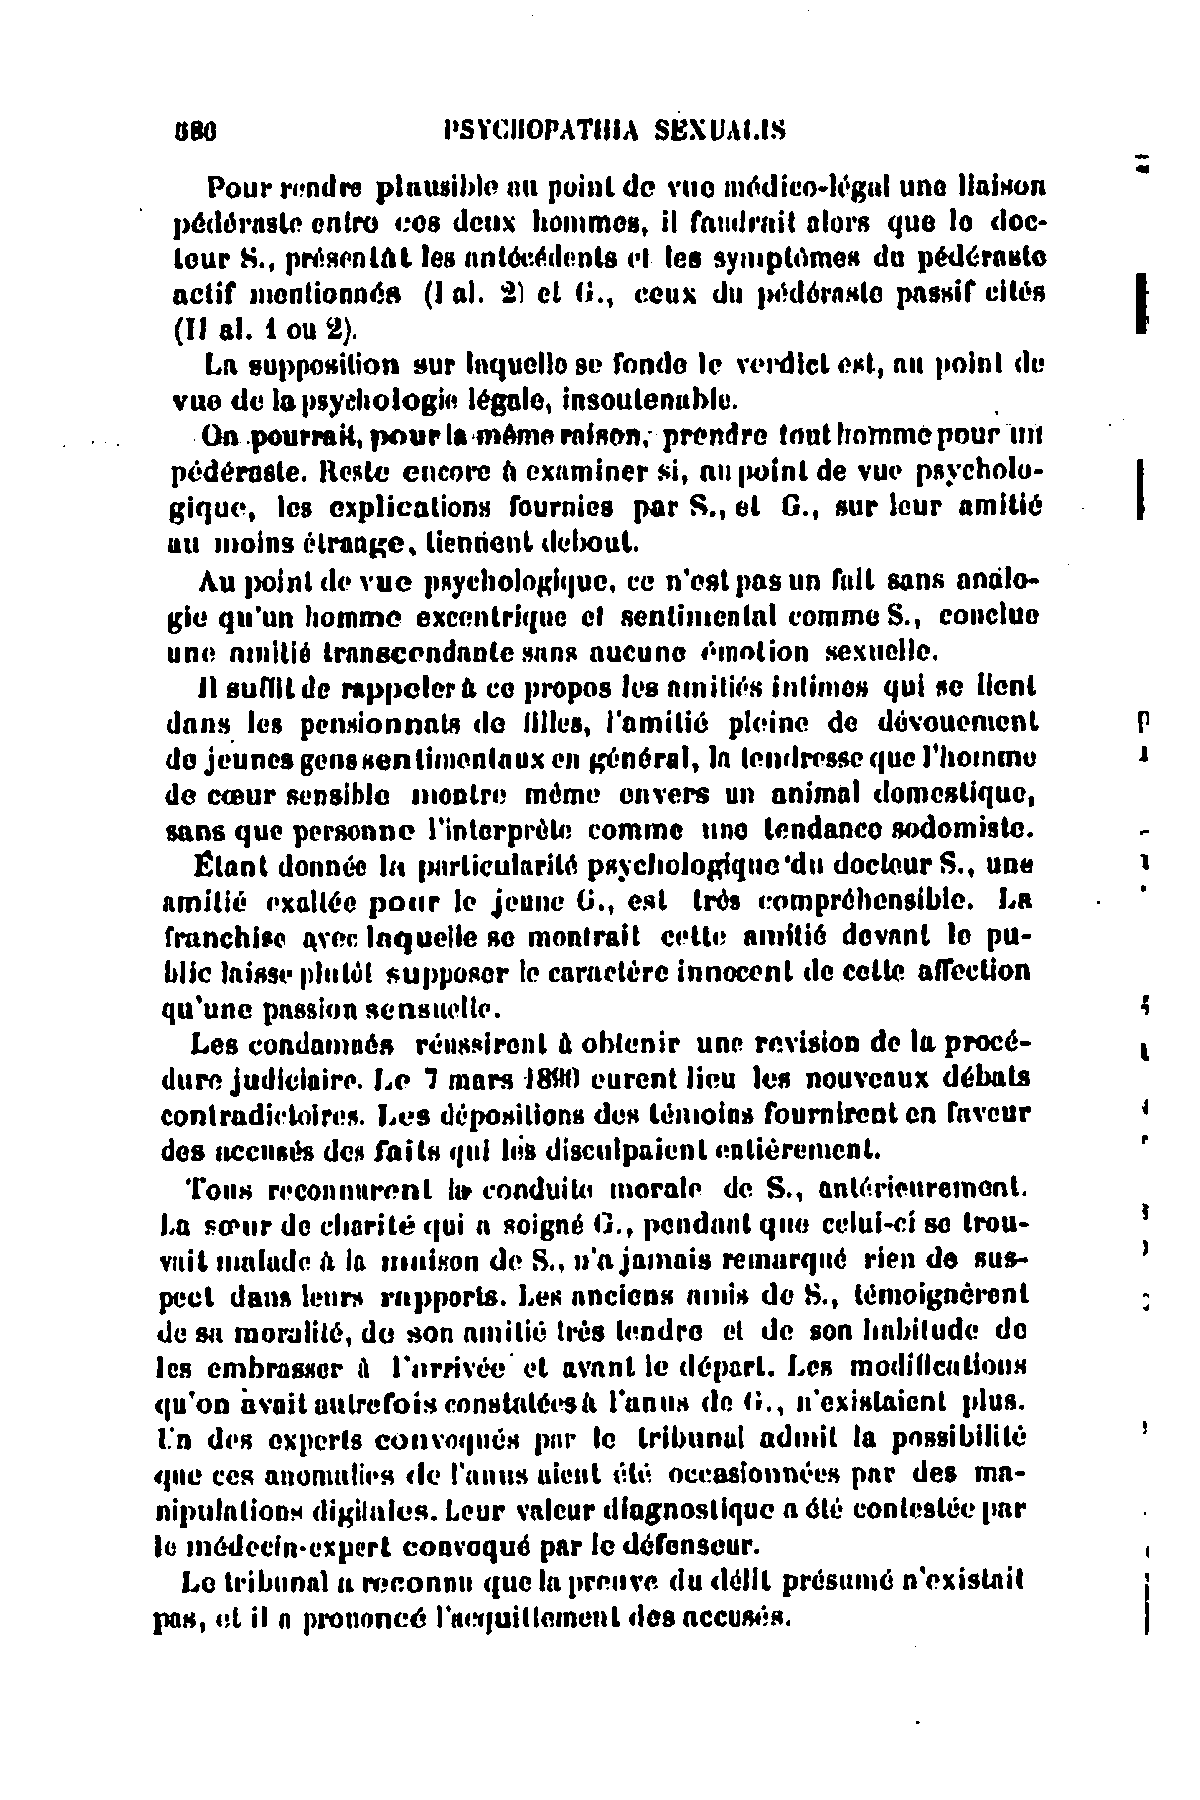 580 PSYCHOPATHIA SEXUALIS
Pour rendre plausible au point de vue médico-légal une liaison
pédéraste entre ces deux hommes, il faudrait alors que le doc-
teur S., présentât les antécédents et les symptômes du pédéraste
actif mentionnés (I al. 2) et G., ceux du pédéraste passif cités
(II al. 1 ou 2).
La supposition sur laquelle se fonde le verdict est, au point de
vue de la psychologie légale, insoutenable.
On pourrait, pour la même raison, prendre tout homme pour un
pédéraste. Reste encore à examiner si, au point de vue psycholo-
gique, les explications fournies par S., et G., sur leur amitié
au moins étrange, tiennent debout.
Au point de vue psychologique, ce n'est pas un fait sans analo-
gie qu'un homme excentrique et sentimental comme S., conclue
une amitié transcendante sans aucune émotion sexuelle.
Il suffit de rappeler à ce propos les amitiés intimes qui se lient
dans les pensionnats de filles, l'amitié pleine de dévouement
de jeunes gens sentimentaux en général, la tendresse que l'homme
de cœur sensible montre même envers un animal domestique,
sans que personne l'interprète comme une tendance sodomiste.
Étant donnée la particularité psychologique du docteur S., une
amitié exaltée pour le jeune G., est très compréhensible. La
franchise avec laquelle se montrait cette amitié devant le pu-
blic laisse plutôt supposer le caractère innocent de cette affection
qu'une passion sensuelle.
Les condamnés réussirent à obtenir une revision de la procé-
dure judiciaire. Le 7 mars 1890 eurent lieu les nouveaux débats
contradictoires. Les dépositions des témoins fournirent en faveur
des accusés des faits qui les disculpaient entièrement.
Tous reconnurent la conduite morale de S., antérieurement.
La sœur de charité qui a soigné G., pendant que celui-ci se trou-
vait malade à la maison de S., n'a jamais remarqué rien de sus-
pect dans leurs rapports. Les anciens amis de S., témoignèrent
de sa moralité, de son amitié très tendre et de son habitude de
les embrasser à l'arrivée et avant le départ. Les modifications
qu'on avait autrefois constatées à l'anus de G., n'existaient plus.
Un des experts convoqués par le tribunal admit la possibilité
que ces anomalies de l'anus aient été occasionnées par des ma-
nipulations digitales. Leur valeur diagnostique a été contestée par
le médecin-expert convoqué par le défenseur.
Le tribunal a reconnu que la preuve du délit présumé n'existait
pas, et il a prononcé l'acquittement des accusés.